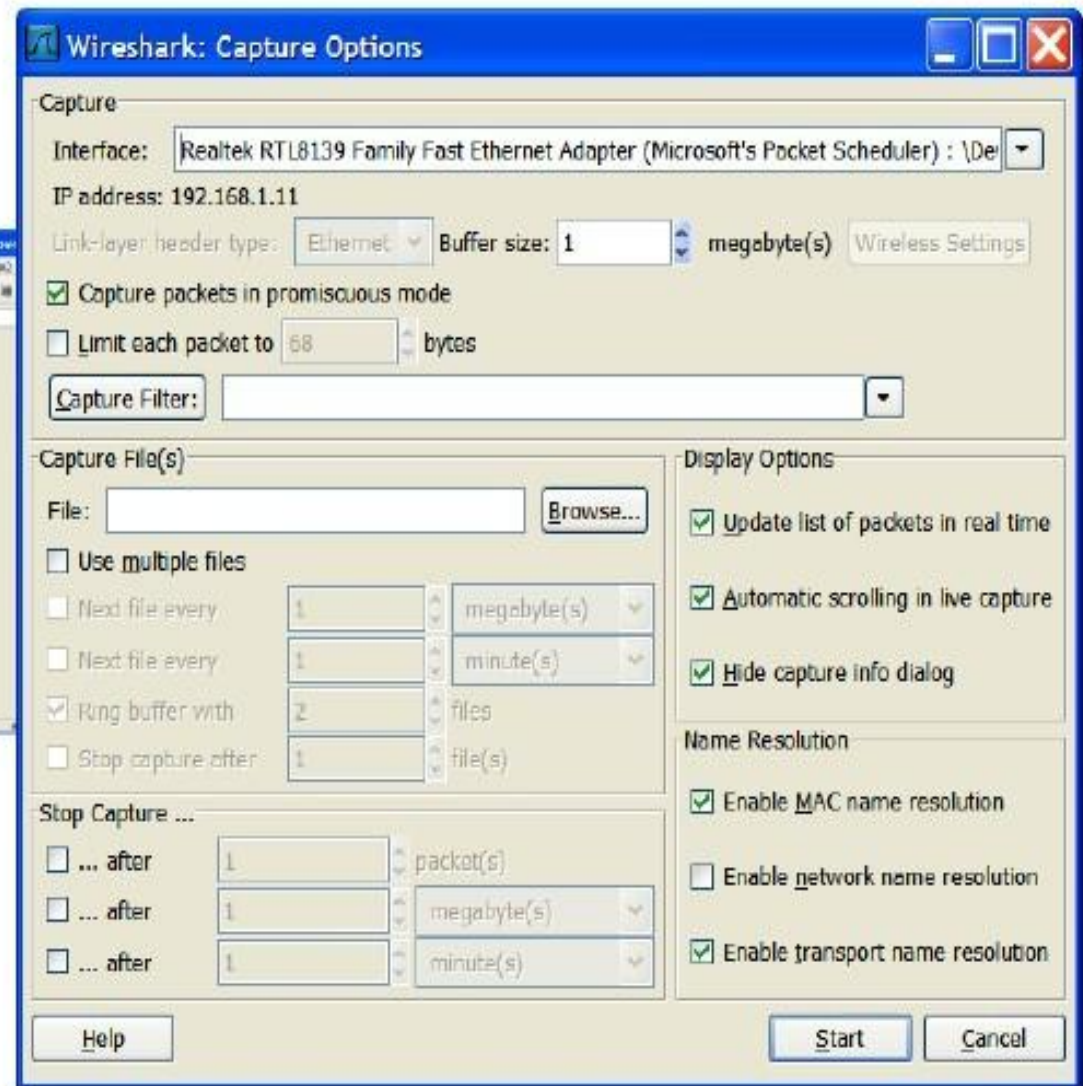 Wireshark: Capture Options
Capture
Interface: Realtek RTL8139 Family Fast Ethernet Adapter (Microsoft's Packet Scheduler) : \De
IP address: 192.168.1.11
Link-layer header type: Ethernet Buffer size: 1 megabyte(s) Wireless Settings
Capture packets in promiscuous mode
Limit each packet to 68 bytes
Capture Filter:
Capture File(s)
File: Browse...
Use multiple files
Next file every 1 megabyte(s)
Next file every 1 minute(s)
Ring buffer with 2 files
Stop capture after 1 file(s)
Stop Capture ...
... after 1 packet(s)
... after 1 megabyte(s)
... after 1 minute(s)
Display Options
Update list of packets in real time
Automatic scrolling in live capture
Hide capture info dialog
Name Resolution
Enable MAC name resolution
Enable network name resolution
Enable transport name resolution
Help Start Cancel